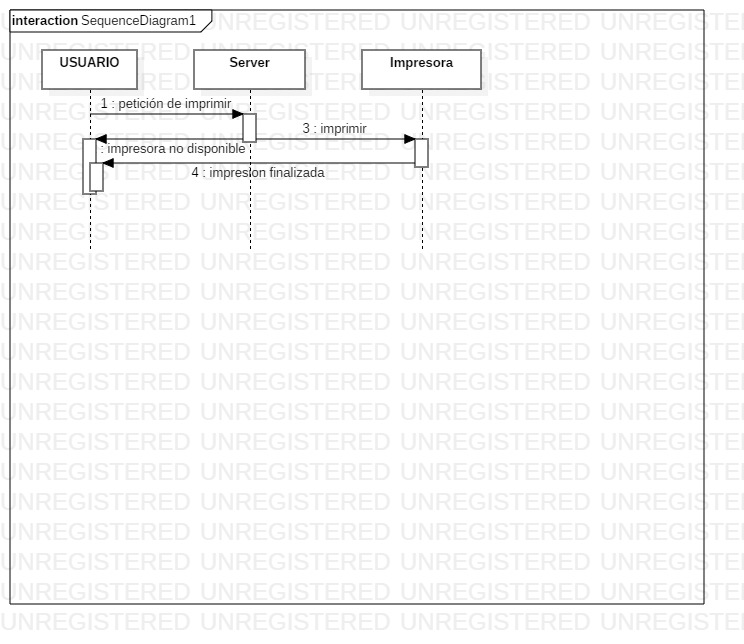 interaction SequenceDiagram1
USUARIO
Server
Impresora
1 : petición de imprimir
3 : imprimir
: impresora no disponible
4 : impresion finalizada
UNREGISTERED UNREGISTERED UNREGISTERED